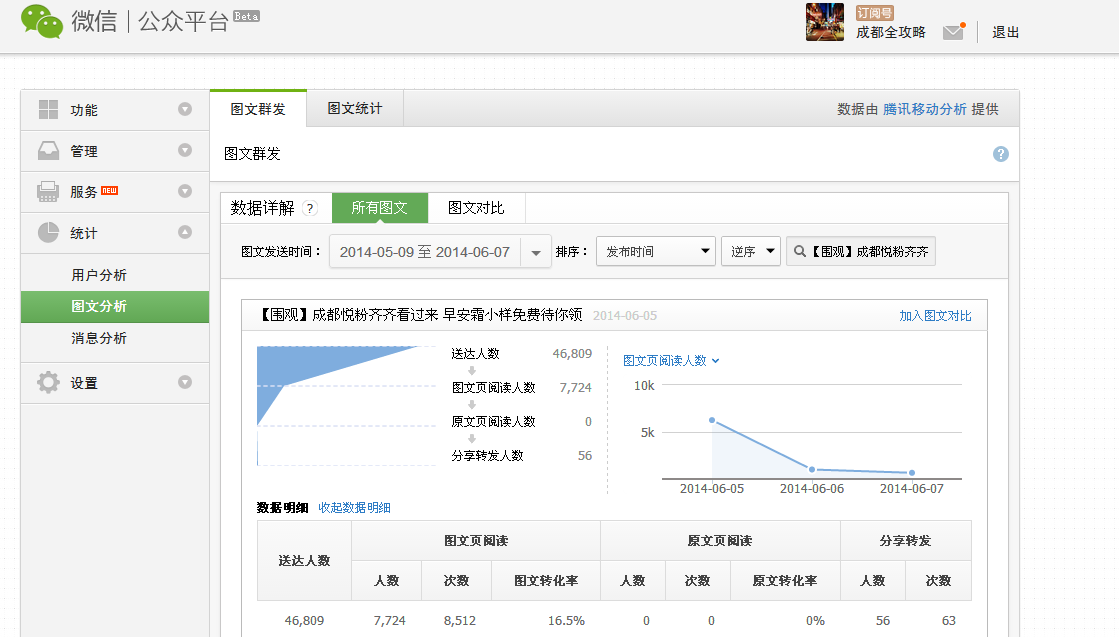 微信 | 公众平台 Beta
订阅号
成都全攻略
退出
功能
管理
服务 NEW
统计
用户分析
图文分析
消息分析
设置
图文群发 图文统计 数据由 腾讯移动分析 提供
图文群发 ?
数据详解 ? 所有图文 图文对比
图文发送时间： 2014-05-09 至 2014-06-07 排序： 发布时间 逆序 【围观】成都悦粉齐齐
【围观】成都悦粉齐齐看过来 早安霜小样免费待你领 2014-06-05 加入图文对比
送达人数 46,809
图文页阅读人数 7,724
原文页阅读人数 0
分享转发人数 56
图文页阅读人数
10k
5k
2014-06-05 2014-06-06 2014-06-07
数据明细 收起数据明细
送达人数 图文页阅读 原文页阅读 分享转发
人数 次数 图文转化率 人数 次数 原文转化率 人数 次数
46,809 7,724 8,512 16.5% 0 0 0% 56 63